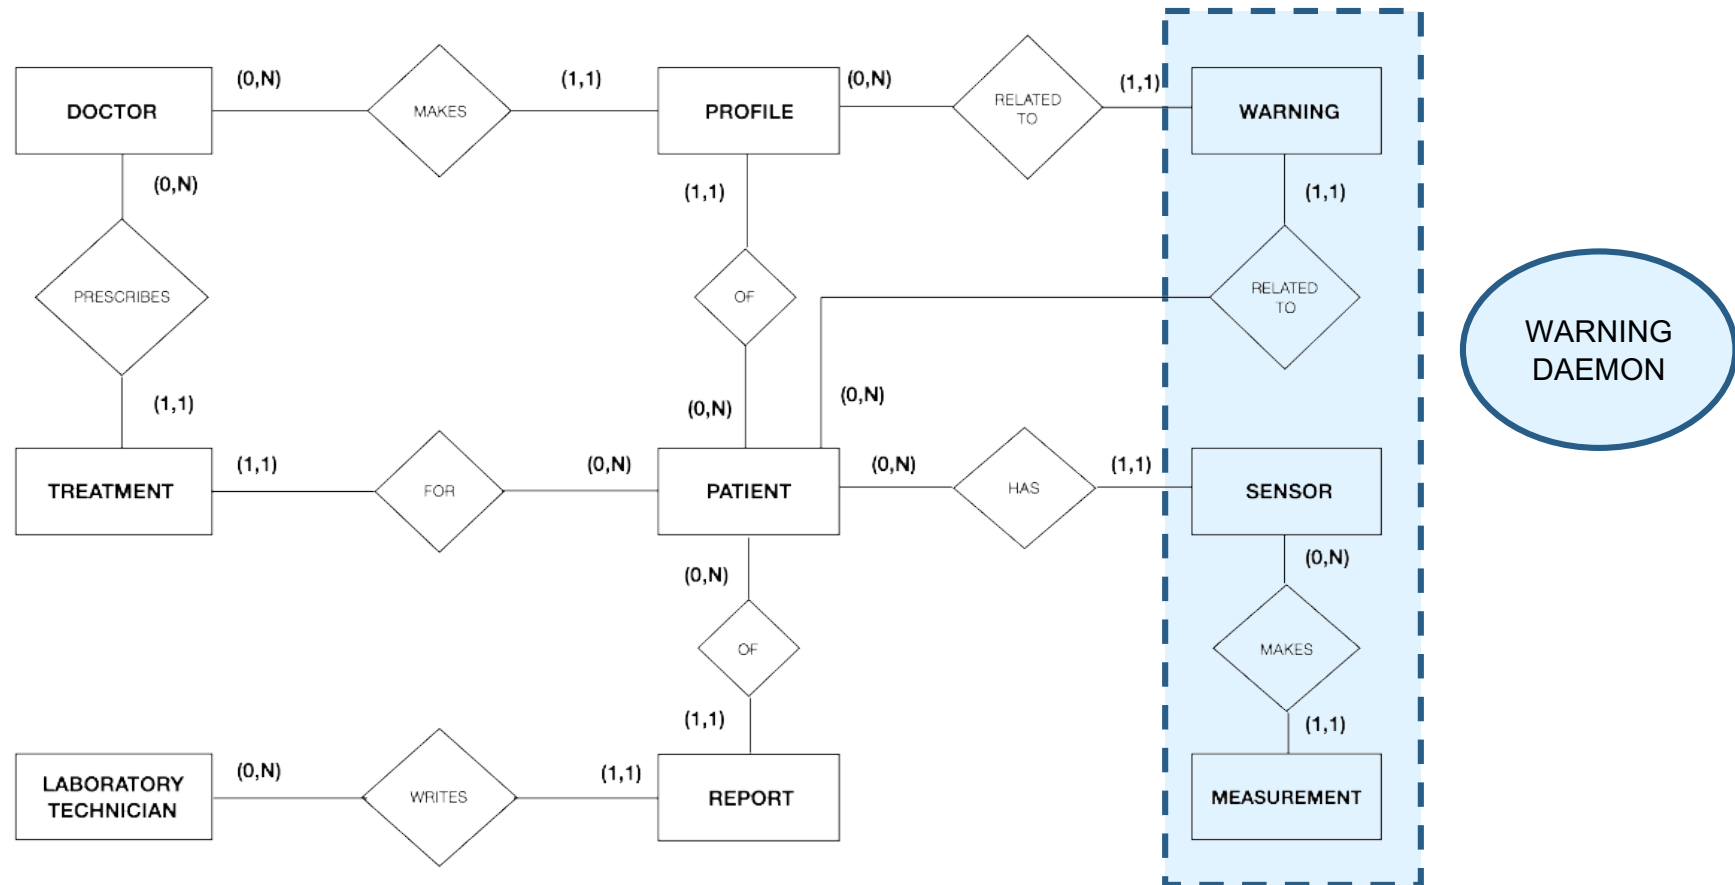 (0,N)
(1,1)
(0,N)
(1,1)
DOCTOR
MAKES
PROFILE
RELATED
TO
WARNING
(0,N)
(1,1)
(1,1)
PRESCRIBES
OF
RELATED
TO
WARNING
DAEMON
(1,1)
(0,N)
(0,N)
(1,1)
(0,N)
(0,N)
(1,1)
TREATMENT
FOR
PATIENT
HAS
SENSOR
(0,N)
(0,N)
OF
MAKES
(1,1)
(1,1)
(0,N)
(1,1)
LABORATORY
TECHNICIAN
WRITES
REPORT
MEASUREMENT